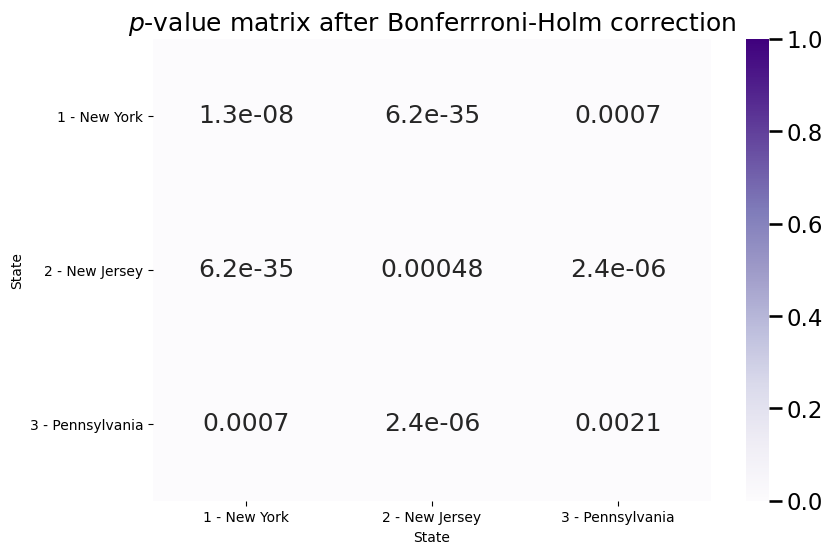 p-value matrix after Bonferrroni-Holm correction
1 - New York
1.3e-08 6.2e-35 0.0007
2 - New Jersey
6.2e-35 0.00048 2.4e-06
3 - Pennsylvania
0.0007 2.4e-06 0.0021
State
1 - New York 2 - New Jersey 3 - Pennsylvania
State
1.0
0.8
0.6
0.4
0.2
0.0